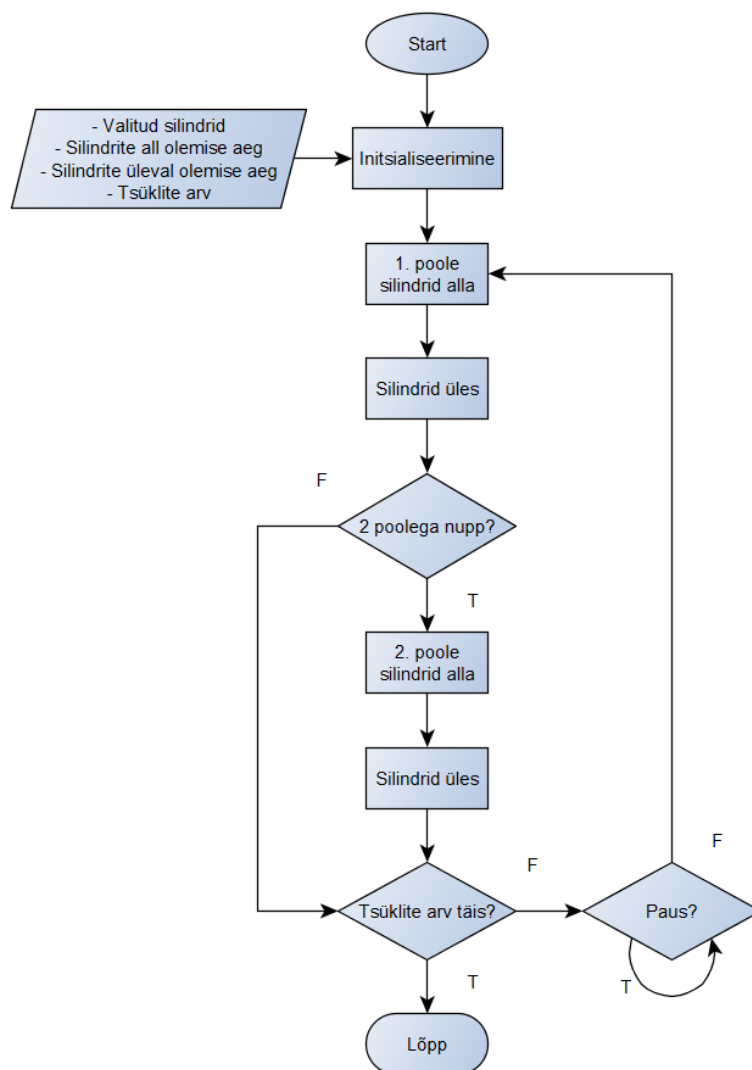 Start
- Valitud silindrid
- Silindrite all olemise aeg
- Silindrite üleval olemise aeg
- Tsüklite arv
Initsialiseerimine
1. poole
silindrid alla
Silindrid üles
F
2 poolega nupp?
T
2. poole
silindrid alla
Silindrid üles
F
F
Tsüklite arv täis?
Paus?
T
T
Lõpp